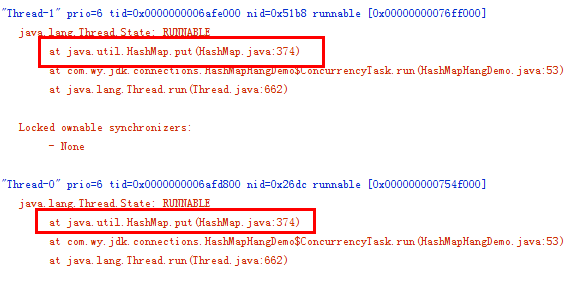 "Thread-1" prio=6 tid=0x0000000006afe000 nid=0x51b8 runnable [0x00000000076ff000]
java.lang.Thread.State: RUNNABLE
at java.util.HashMap.put(HashMap.java:374)
at com.wy.jdk.connections.HashMapHangDemo$ConcurrencyTask.run(HashMapHangDemo.java:53)
at java.lang.Thread.run(Thread.java:662)
Locked ownable synchronizers:
- None
"Thread-0" prio=6 tid=0x0000000006afd800 nid=0x26dc runnable [0x000000000754f000]
java.lang.Thread.State: RUNNABLE
at java.util.HashMap.put(HashMap.java:374)
at com.wy.jdk.connections.HashMapHangDemo$ConcurrencyTask.run(HashMapHangDemo.java:53)
at java.lang.Thread.run(Thread.java:662)